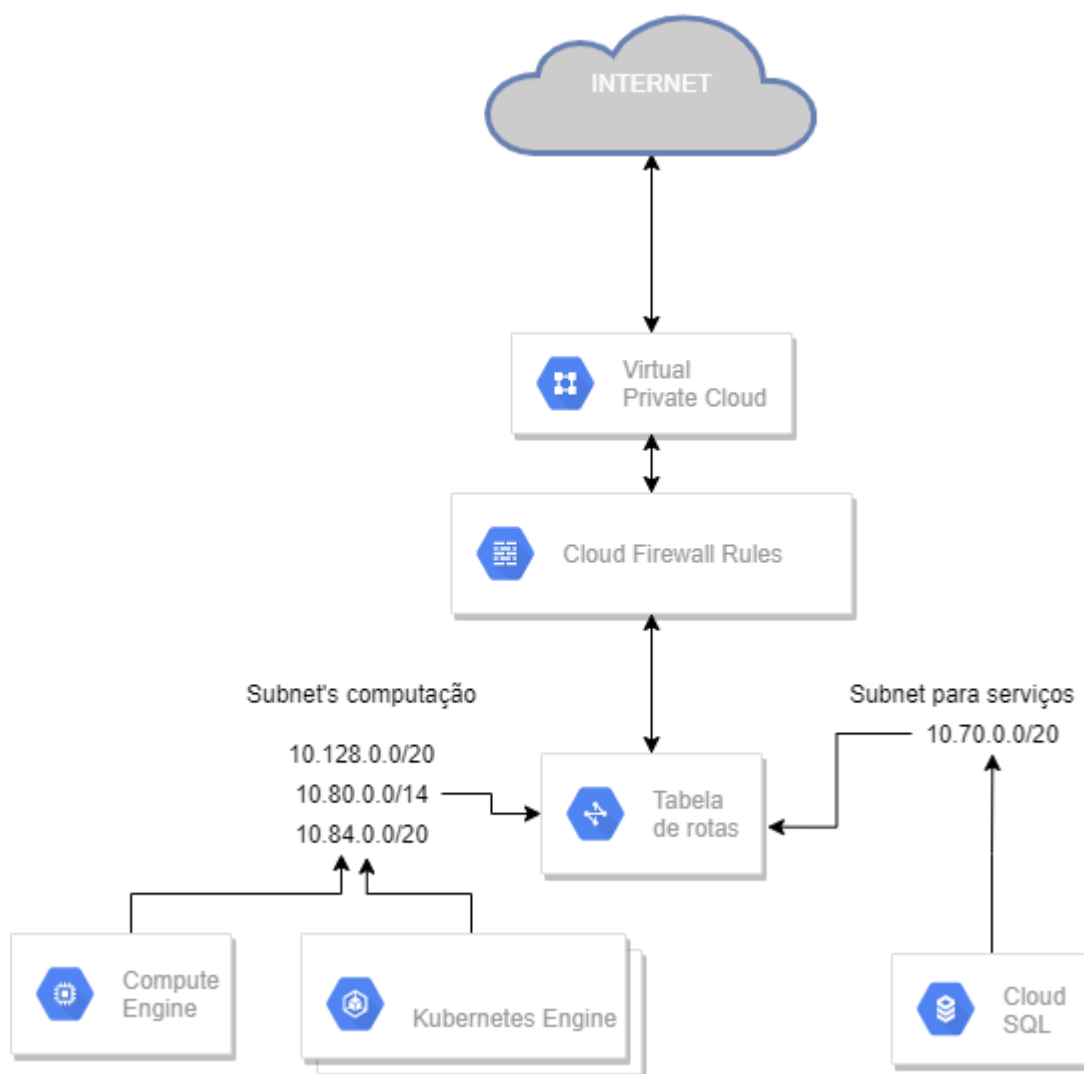 INTERNET
Virtual
Private Cloud
Cloud Firewall Rules
Subnet's computação
10.128.0.0/20
10.80.0.0/14
10.84.0.0/20
Subnet para serviços
10.70.0.0/20
Tabela
de rotas
Compute
Engine
Kubernetes Engine
Cloud
SQL